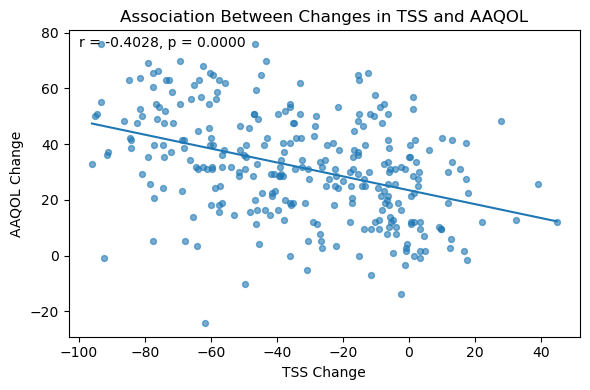 Association Between Changes in TSS and AAQOL
r = -0.4028, p = 0.0000
80
60
40
20
0
−20
AAQOL Change
−100 −80 −60 −40 −20 0 20 40
TSS Change